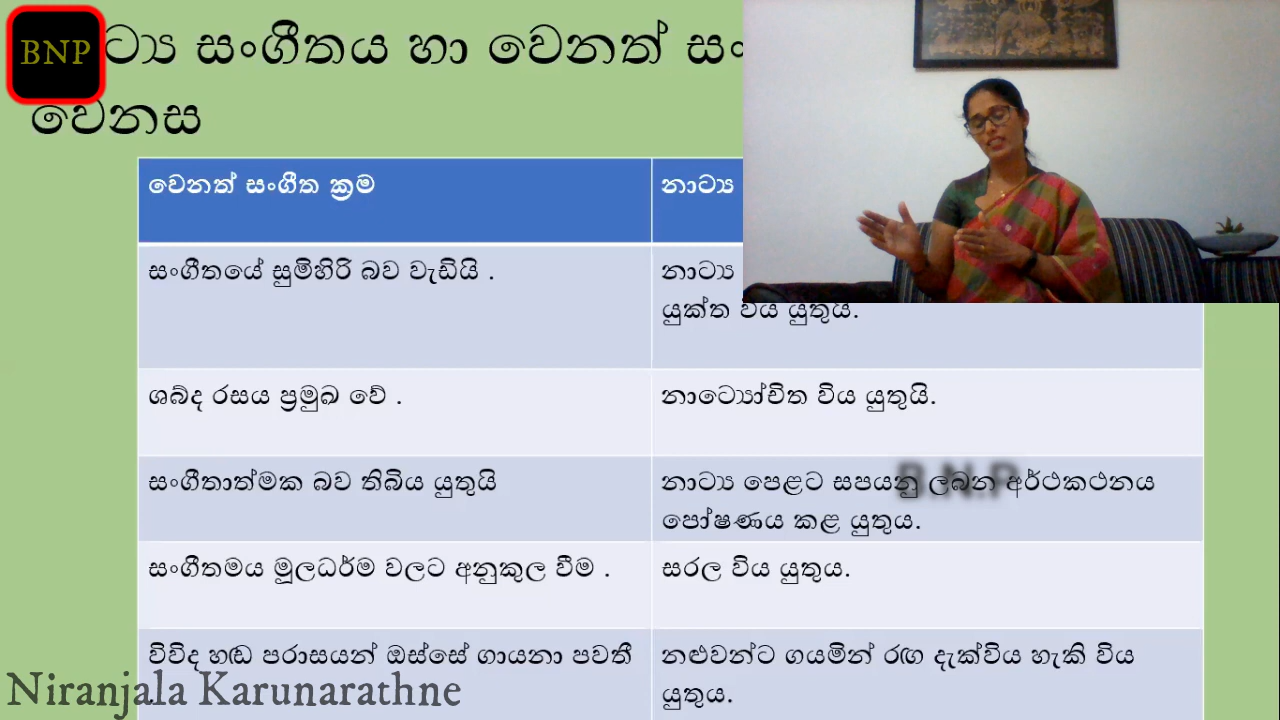 BNP
සංගීතය හා වෙනත්
වෙනස
වෙනත් සංගීත ක්‍රම
නාට්‍ය
සංගීතයේ සුමිහිරි බව වැඩියි .
නාට්‍ය
යුක්ත විය යුතුය.
ශබ්ද රසය ප්‍රමුඛ වේ .
නාට්‍යෝචිත විය යුතුයි.
සංගීතාත්මක බව තිබිය යුතුයි
නාට්‍ය පෙළට සපයනු ලබන අර්ථකථනය
පෝෂණය කළ යුතුය.
සංගීතමය මූලධර්ම වලට අනුකුල වීම .
සරල විය යුතුය.
විවිද හඬ පරාසයන් ඔස්සේ ගායනා පවතී
නළුවන්ට ගයමින් රඟ දැක්විය හැකි විය
යුතුය.
Niranjala Karunarathne
B.N.P